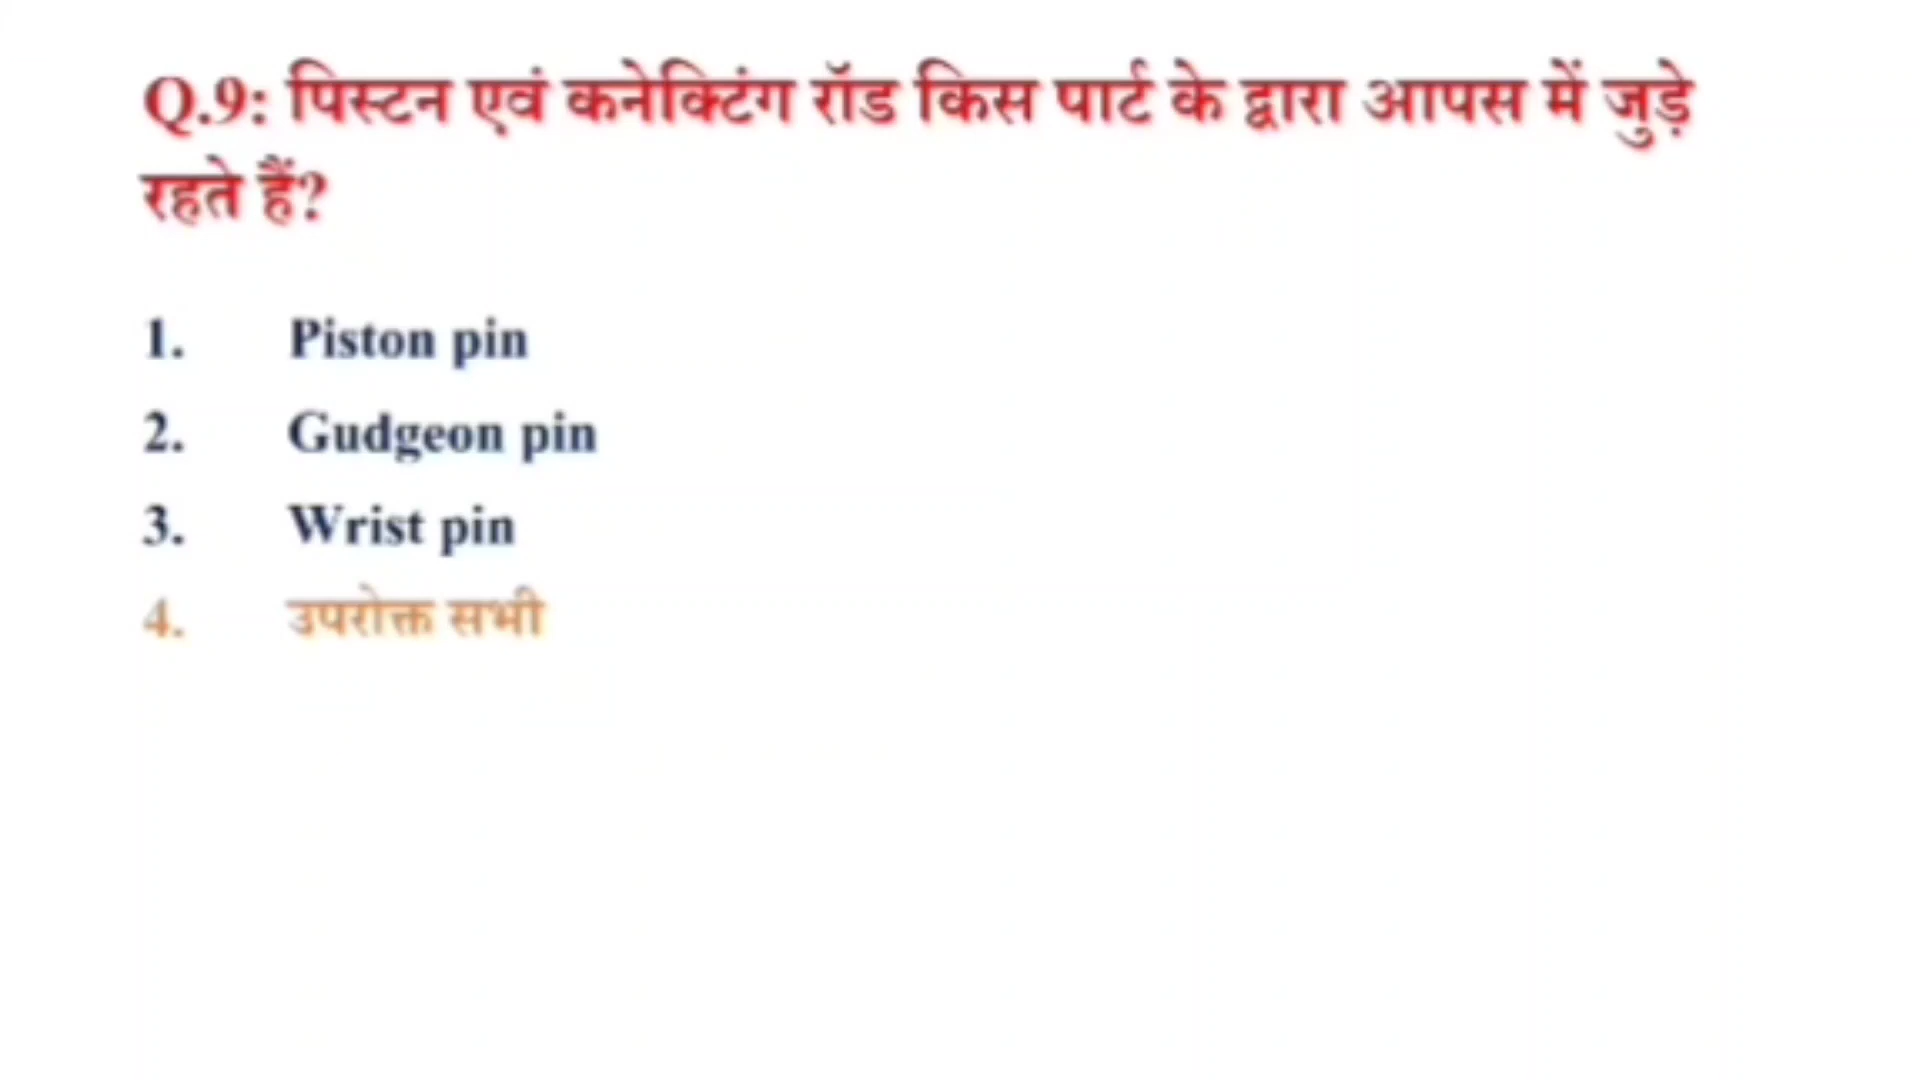 Q.9: पिस्टन एवं कनेक्टिंग रॉड किस पार्ट के द्वारा आपस में जुड़े
रहते हैं?
1. Piston pin
2. Gudgeon pin
3. Wrist pin
4. उपरोक्त सभी